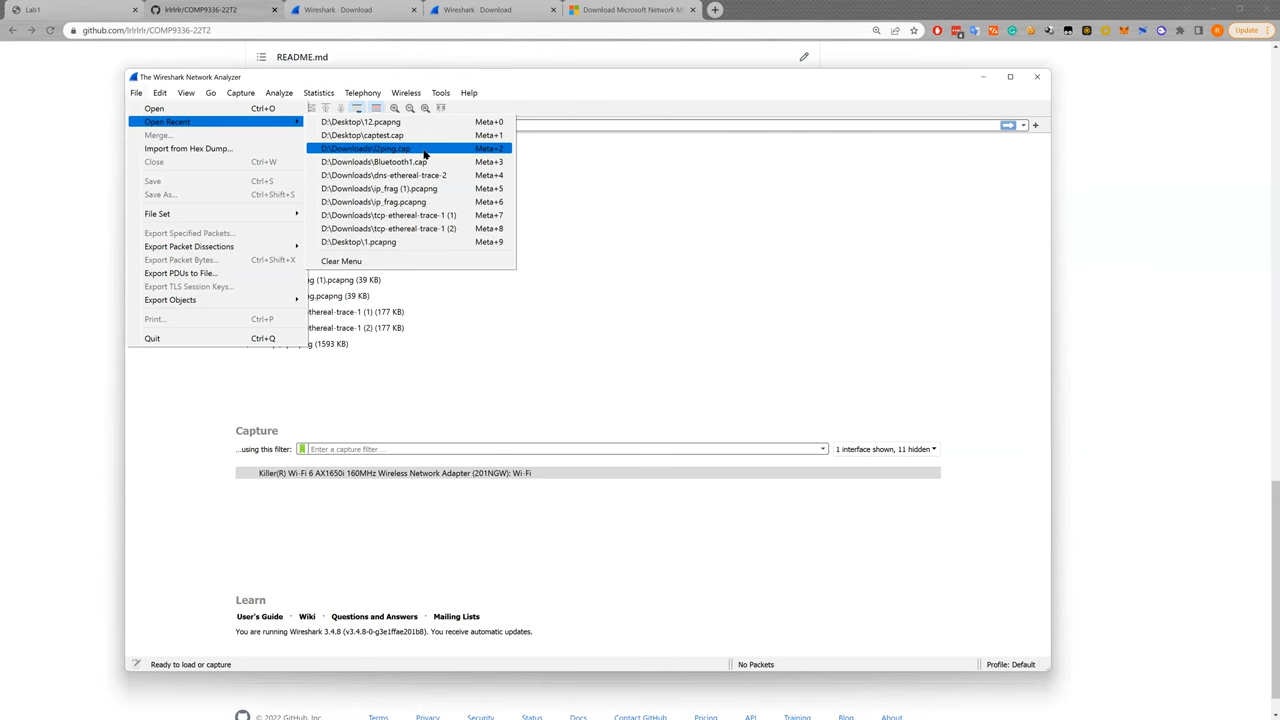 Lab1
lrlrlrlr/COMP9336-22T2
Wireshark · Download
Wireshark · Download
Download Microsoft Network M
github.com/lrlrlrlr/COMP9336-22T2
Update
README.md
The Wireshark Network Analyzer
File Edit View Go Capture Analyze Statistics Telephony Wireless Tools Help
Open Ctrl+O
Open Recent
Merge...
Import from Hex Dump...
Close Ctrl+W
Save Ctrl+S
Save As... Ctrl+Shift+S
File Set
Export Specified Packets...
Export Packet Dissections
Export Packet Bytes... Ctrl+Shift+X
Export PDUs to File...
Export TLS Session Keys...
Export Objects
Print... Ctrl+P
Quit Ctrl+Q
D:\Desktop\12.pcapng Meta+0
D:\Desktop\captest.cap Meta+1
D:\Downloads\l2ping.cap Meta+2
D:\Downloads\Bluetooth1.cap Meta+3
D:\Downloads\dns-ethereal-trace-2 Meta+4
D:\Downloads\ip_frag (1).pcapng Meta+5
D:\Downloads\ip_frag.pcapng Meta+6
D:\Downloads\tcp-ethereal-trace-1 (1) Meta+7
D:\Downloads\tcp-ethereal-trace-1 (2) Meta+8
D:\Desktop\1.pcapng Meta+9
Clear Menu
ng (1).pcapng (39 KB)
ng.pcapng (39 KB)
ethereal-trace-1 (1) (177 KB)
ethereal-trace-1 (2) (177 KB)
ng (1593 KB)
Capture
...using this filter: Enter a capture filter ... 1 interface shown, 11 hidden
Killer(R) Wi-Fi 6 AX1650i 160MHz Wireless Network Adapter (201NGW): Wi-Fi
Learn
User's Guide · Wiki · Questions and Answers · Mailing Lists
You are running Wireshark 3.4.8 (v3.4.8-0-g3e1ffae201b8). You receive automatic updates.
Ready to load or capture
No Packets
Profile: Default
© 2022 GitHub, Inc. Terms Privacy Security Status Docs Contact GitHub Pricing API Training Blog About